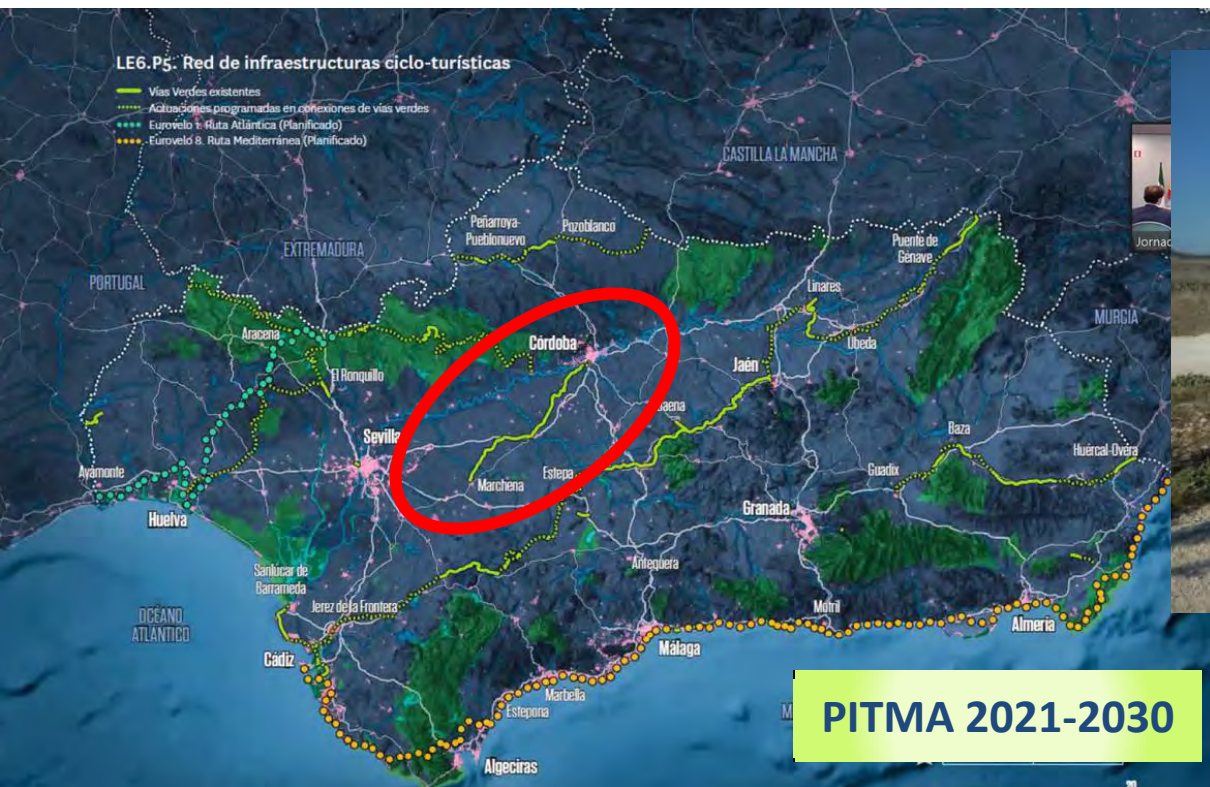 LE6.P5. Red de infraestructuras ciclo-turísticas
Vías Verdes existentes
Actuaciones programadas en conexiones de vías verdes
Eurovelo 1. Ruta Atlántica (Planificado)
Eurovelo 8. Ruta Mediterránea (Planificado)
CASTILLA LA MANCHA
Jornad
Peñarroya-
Pueblonuevo
Pozoblanco
EXTREMADURA
Puente de
Génave
PORTUGAL
Linares
MURCIA
Aracena
Córdoba
Úbeda
El Ronquillo
Jaén
aena
Sevilla
Baza
Ayamonte
Marchena
Estepa
Guadix
Huércal-Overa
Huelva
Granada
Antequera
Sanlúcar de
Barrameda
Jerez de la Frontera
Motril
OCÉANO
ATLÁNTICO
Almería
Málaga
Cádiz
Marbella
Estepona
M
PITMA 2021-2030
Algeciras